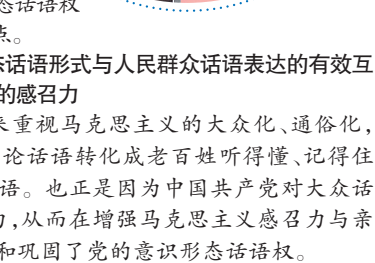 态话语权
点。
态话语形式与人民群众话语表达的有效互
的感召力
来重视马克思主义的大众化、通俗化，
论话语转化成老百姓听得懂、记得住
语。也正是因为中国共产党对大众话
力，从而在增强马克思主义感召力与亲
和巩固了党的意识形态话语权。